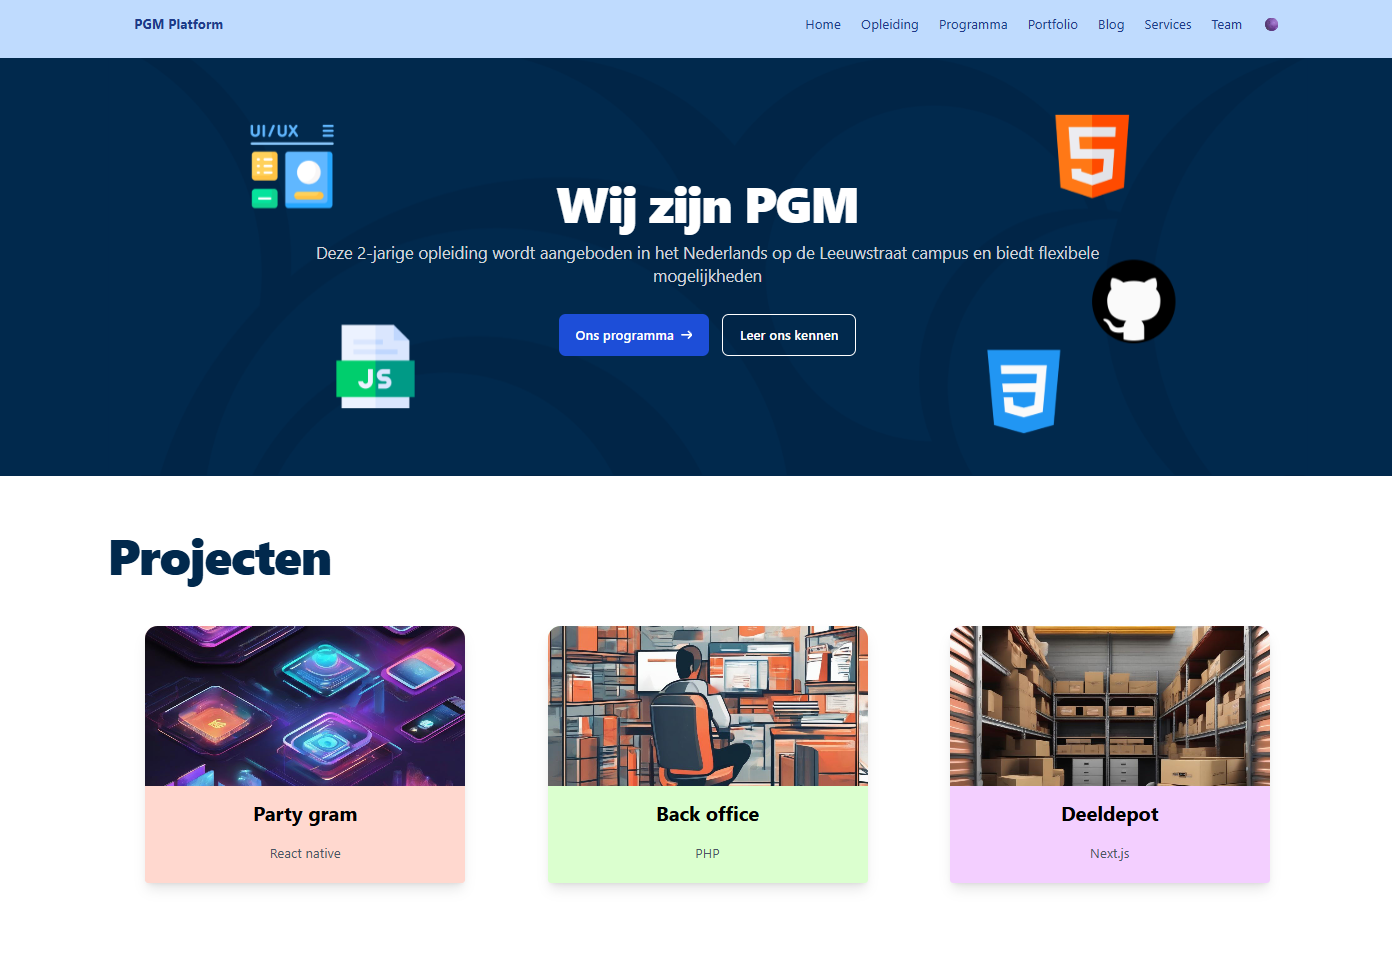 PGM Platform
Home Opleiding Programma Portfolio Blog Services Team
UI/UX
Wij zijn PGM
Deze 2-jarige opleiding wordt aangeboden in het Nederlands op de Leeuwstraat campus en biedt flexibele
mogelijkheden
Ons programma →
Leer ons kennen
JS
Projecten
Party gram
React native
Back office
PHP
Deeldepot
Next.js